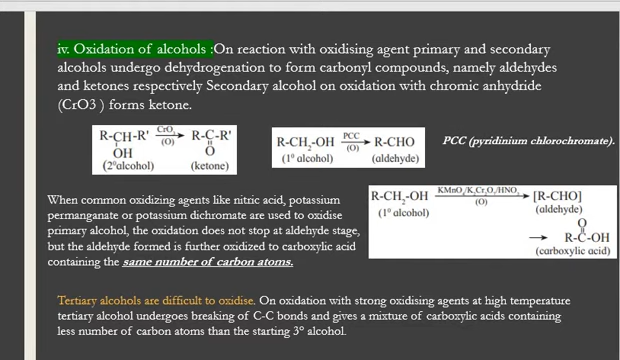 iv. Oxidation of alcohols :On reaction with oxidising agent primary and secondary
alcohols undergo dehydrogenation to form carbonyl compounds, namely aldehydes
and ketones respectively Secondary alcohol on oxidation with chromic anhydride
(CrO3 ) forms ketone.
R-CH-R' CrO3 (O) → R-C-R'
OH O
(2°alcohol) (ketone)
R-CH2-OH PCC (O) → R-CHO
(1° alcohol) (aldehyde)
PCC (pyridinium chlorochromate).
When common oxidizing agents like nitric acid, potassium
permanganate or potassium dichromate are used to oxidise
primary alcohol, the oxidation does not stop at aldehyde stage,
but the aldehyde formed is further oxidized to carboxylic acid
containing the same number of carbon atoms.
R-CH2-OH KMnO4/K2Cr2O7/HNO3 (O) → [R-CHO]
(1° alcohol) (aldehyde)
O
→ R-C-OH
(carboxylic acid)
Tertiary alcohols are difficult to oxidise. On oxidation with strong oxidising agents at high temperature
tertiary alcohol undergoes breaking of C-C bonds and gives a mixture of carboxylic acids containing
less number of carbon atoms than the starting 3° alcohol.